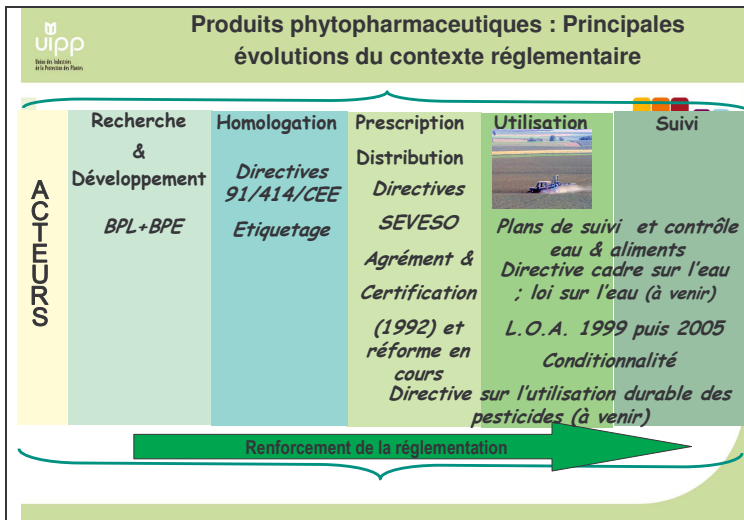 Produits phytopharmaceutiques : Principales
évolutions du contexte réglementaire
uipp
Union des Industries
de la Protection des Plantes
ACTEURS
Recherche
&
Développement
BPL+BPE
Homologation
Directives
91/414/CEE
Etiquetage
Prescription
Distribution
Directives
SEVESO
Agrément &
Certification
(1992) et
réforme en
cours
Utilisation
Suivi
Plans de suivi et contrôle
eau & aliments
Directive cadre sur l'eau
; loi sur l'eau (à venir)
L.O.A. 1999 puis 2005
Conditionnalité
Directive sur l'utilisation durable des
pesticides (à venir)
Renforcement de la réglementation